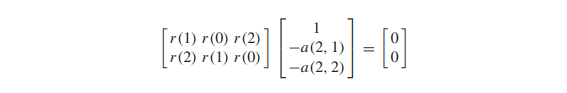 [r(1) r(0) r(2)] [1] [0]
[r(2) r(1) r(0)] [-a(2, 1)] = [0]
[-a(2, 2)]